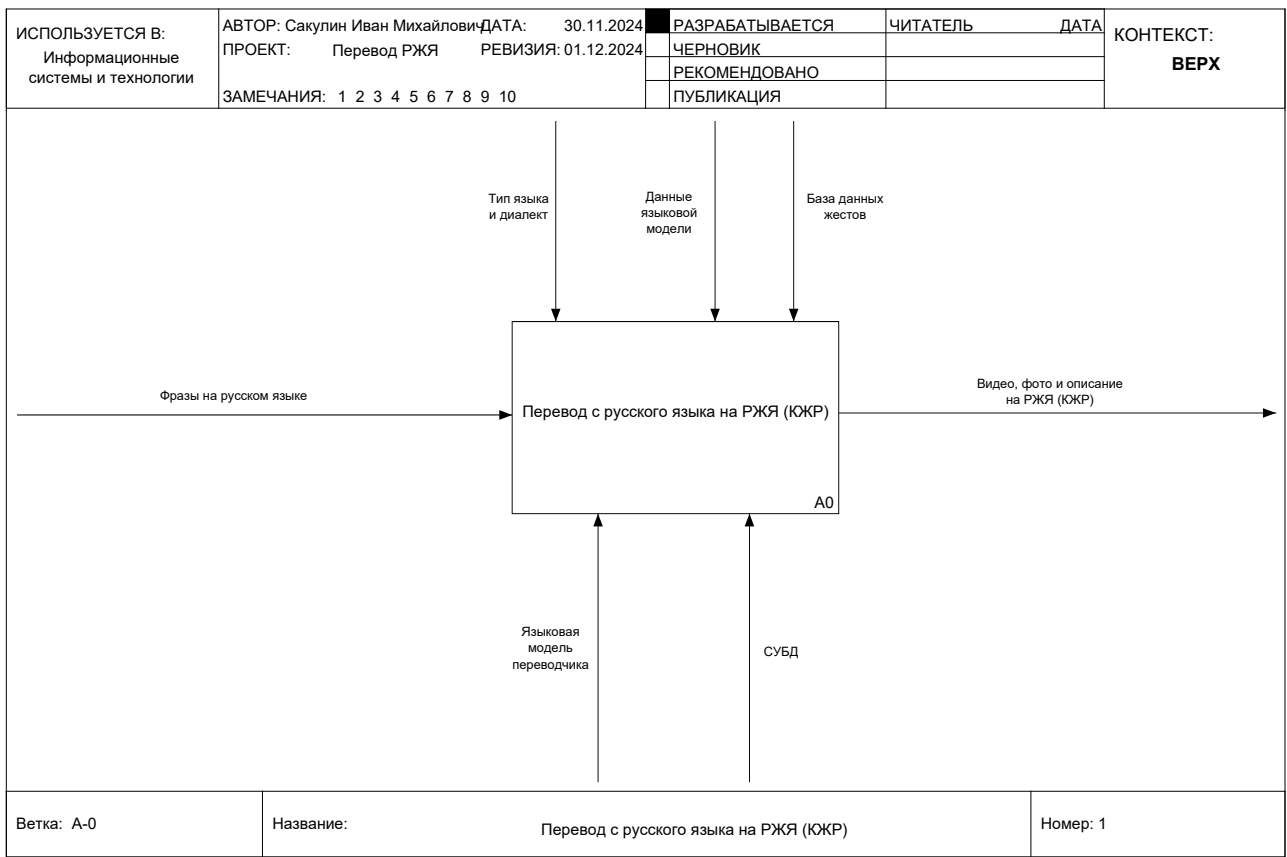 ИСПОЛЬЗУЕТСЯ В:
Информационные
системы и технологии
АВТОР: Сакулин Иван Михайлович ДАТА: 30.11.2024
ПРОЕКТ: Перевод РЖЯ РЕВИЗИЯ: 01.12.2024
ЗАМЕЧАНИЯ: 1 2 3 4 5 6 7 8 9 10
РАЗРАБАТЫВАЕТСЯ
ЧЕРНОВИК
РЕКОМЕНДОВАНО
ПУБЛИКАЦИЯ
ЧИТАТЕЛЬ ДАТА
КОНТЕКСТ:
ВЕРХ
Тип языка
и диалект
Данные
языковой
модели
База данных
жестов
Фразы на русском языке
Перевод с русского языка на РЖЯ (КЖР)
A0
Видео, фото и описание
на РЖЯ (КЖР)
Языковая
модель
переводчика
СУБД
Ветка: A-0
Название: Перевод с русского языка на РЖЯ (КЖР)
Номер: 1